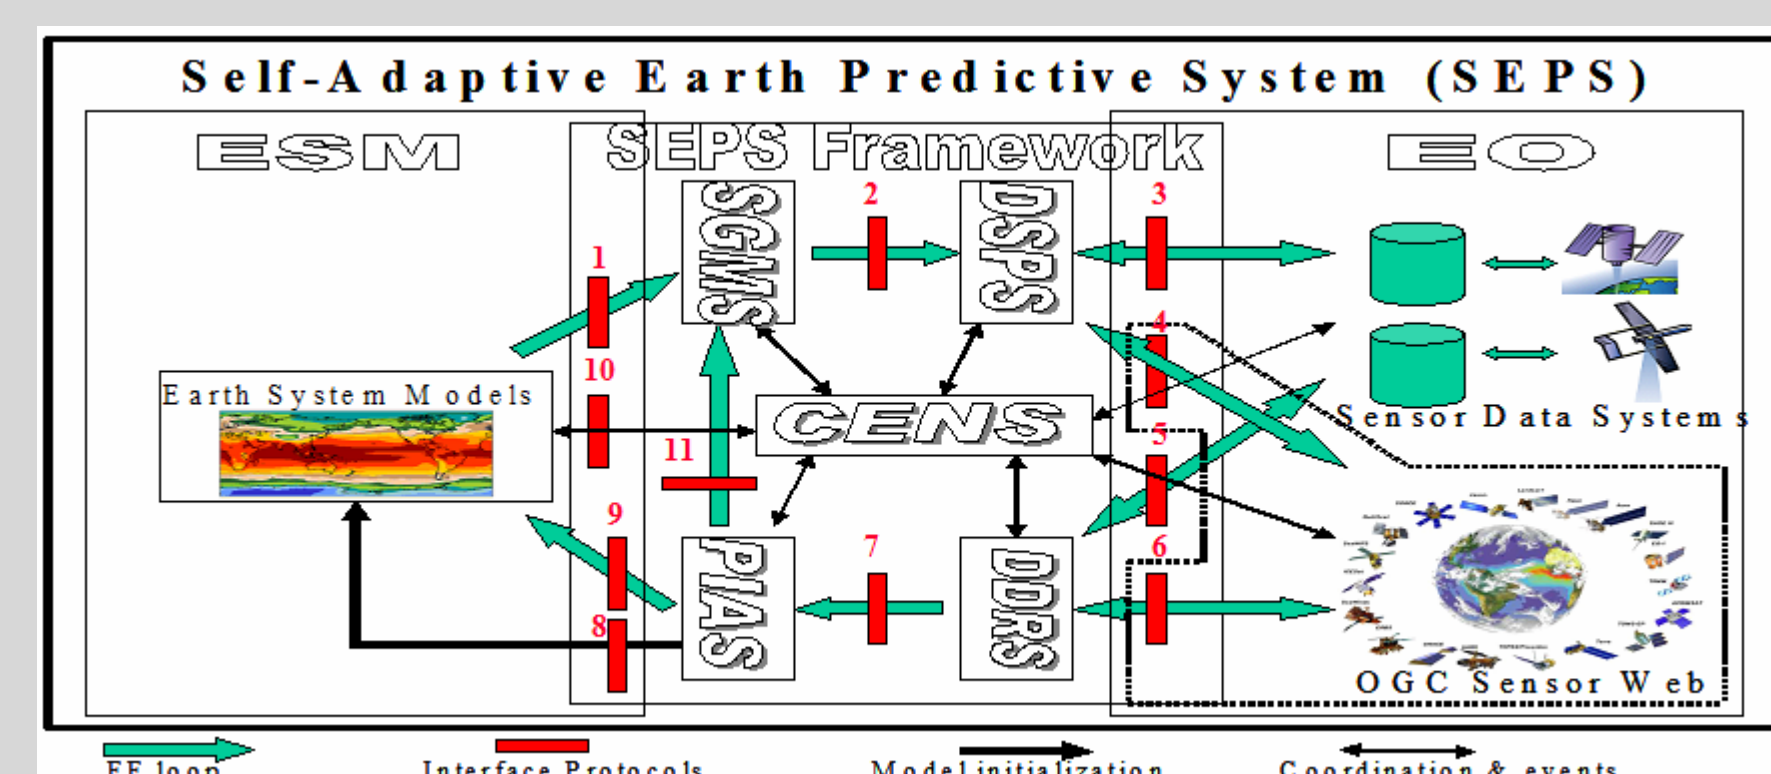 Self-Adaptive Earth Predictive System (SEPS)
ESM
SEPS Framework
EO
SGMS
DSPS
1
2
3
4
10
Earth System Models
CENS
Sensor Data Systems
11
5
9
7
6
PIAS
DDRS
8
OGC Sensor Web
FF loop
Interface Protocols
Model initialization
Coordination & events